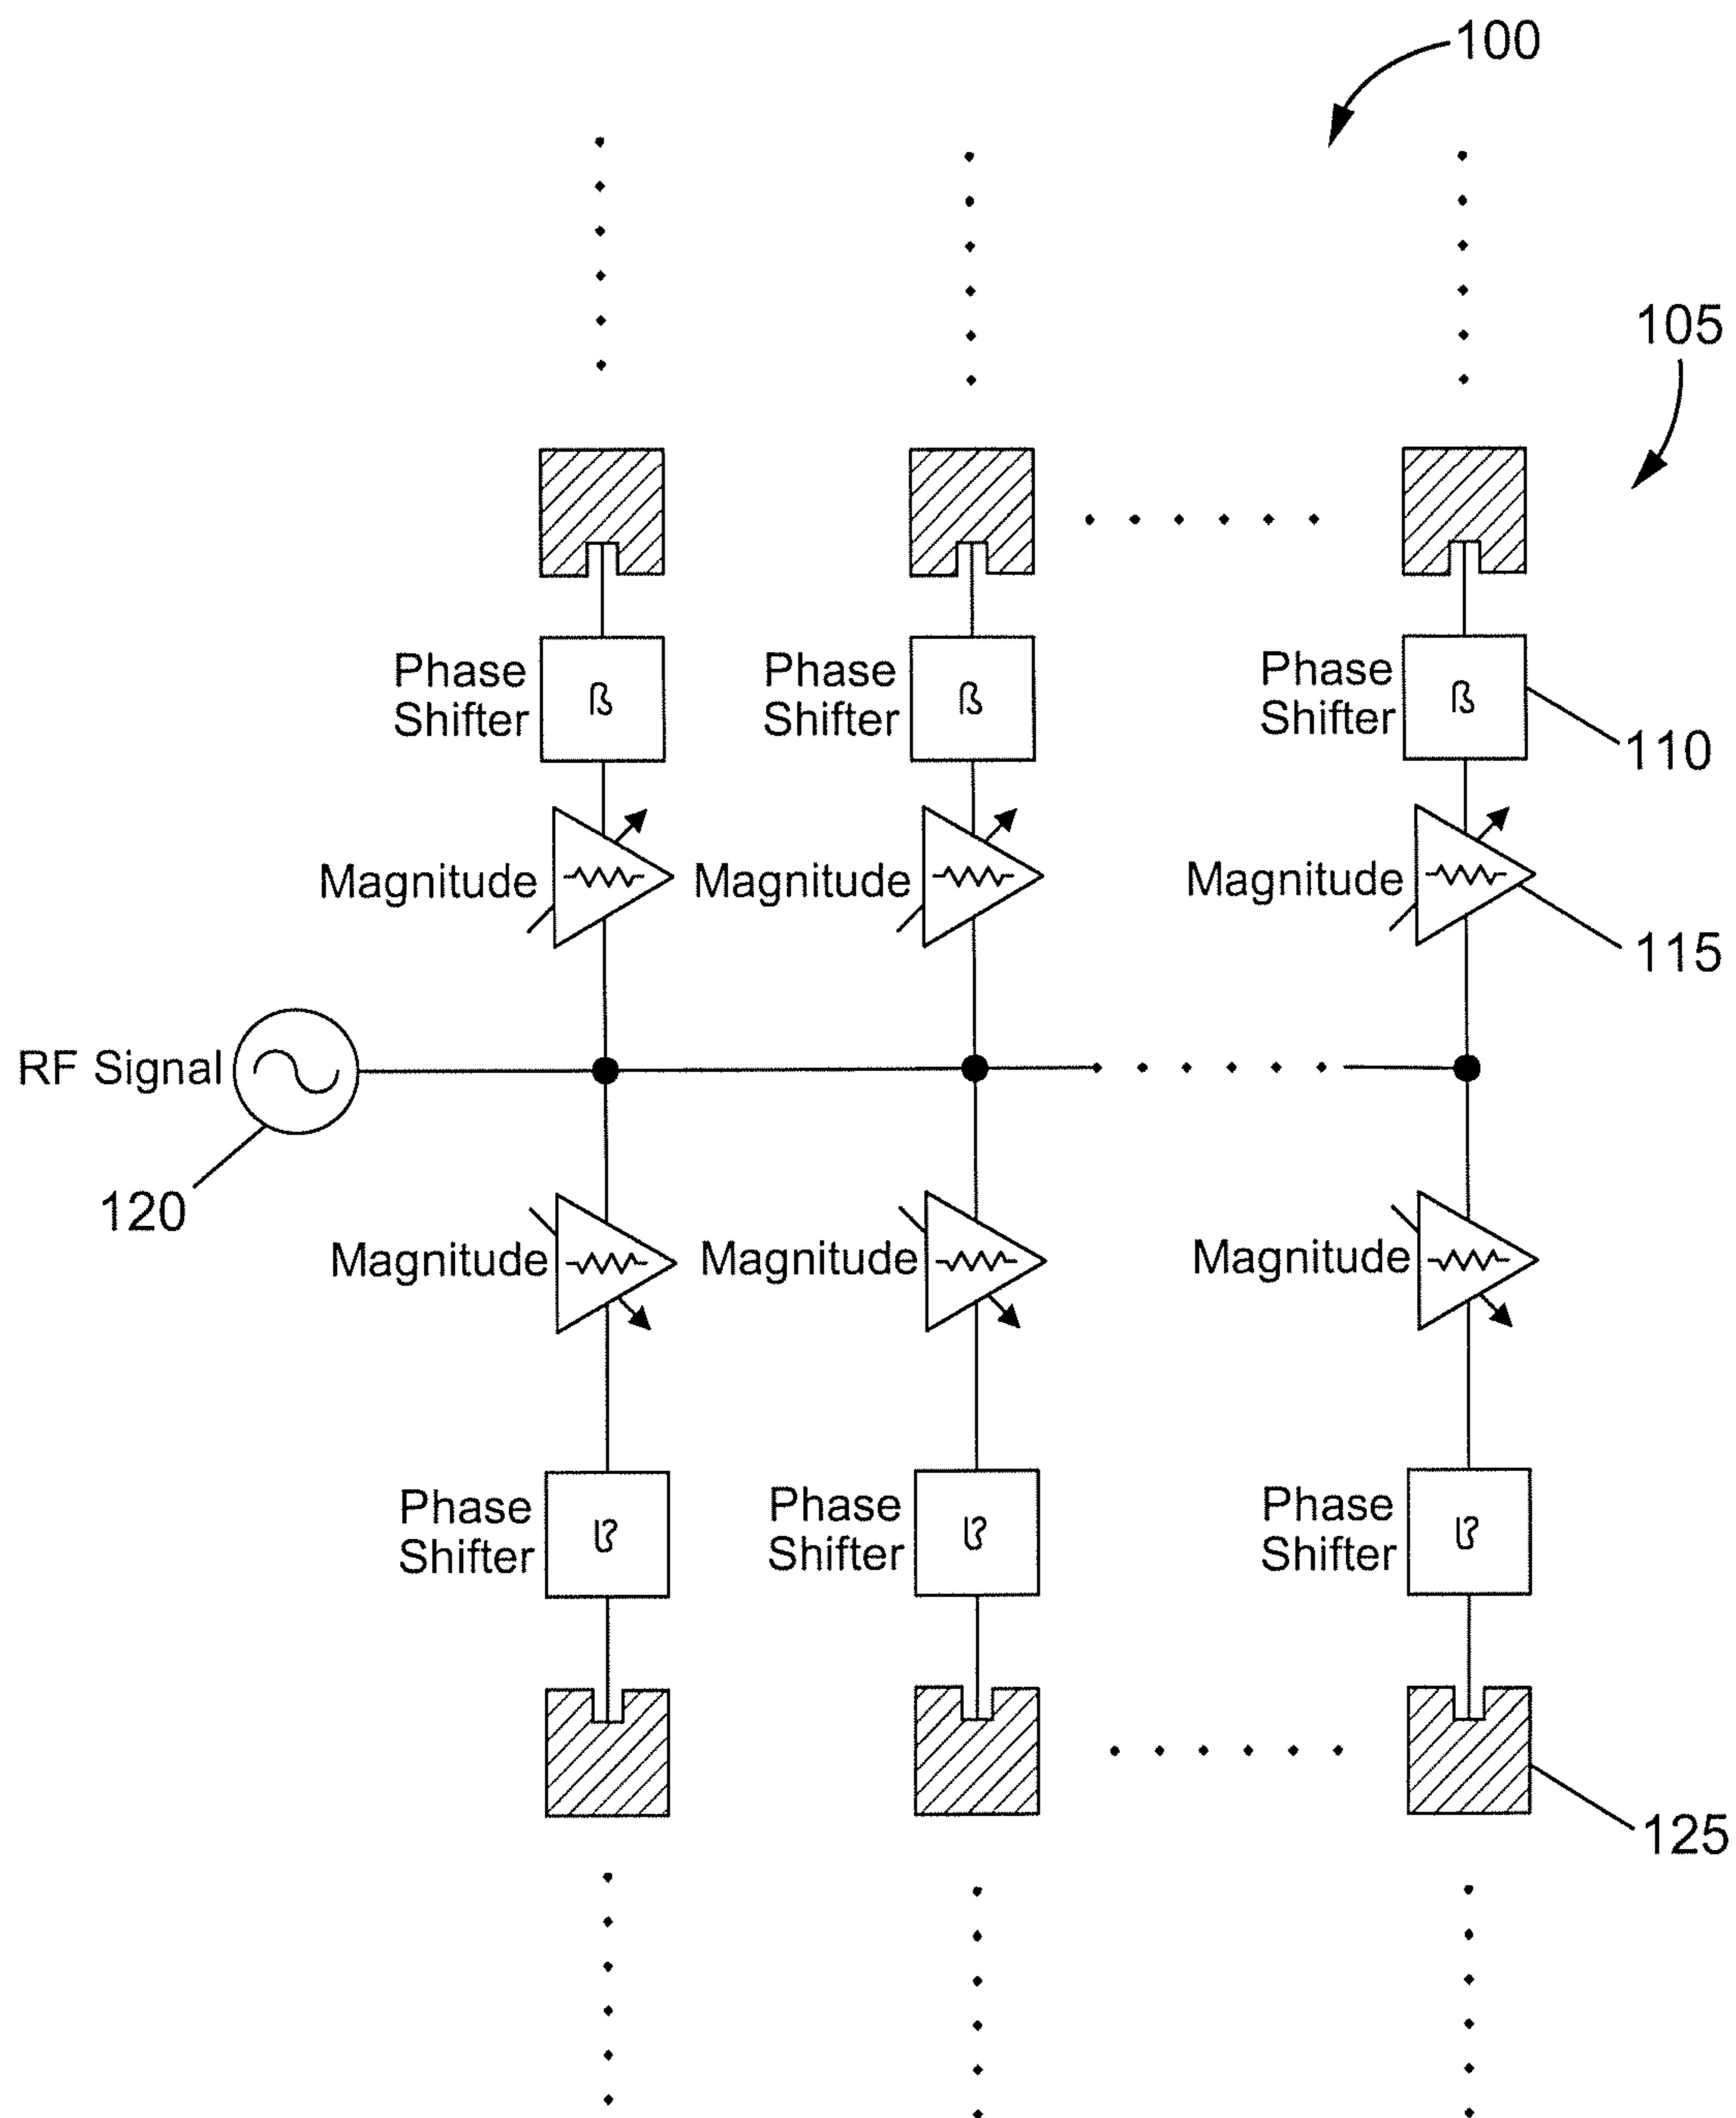 100
105
Phase
Shifter
ß
Phase
Shifter
ß
Phase
Shifter
ß
110
Magnitude
Magnitude
Magnitude
115
RF Signal
120
Magnitude
Magnitude
Magnitude
Phase
Shifter
ß
Phase
Shifter
ß
Phase
Shifter
ß
125